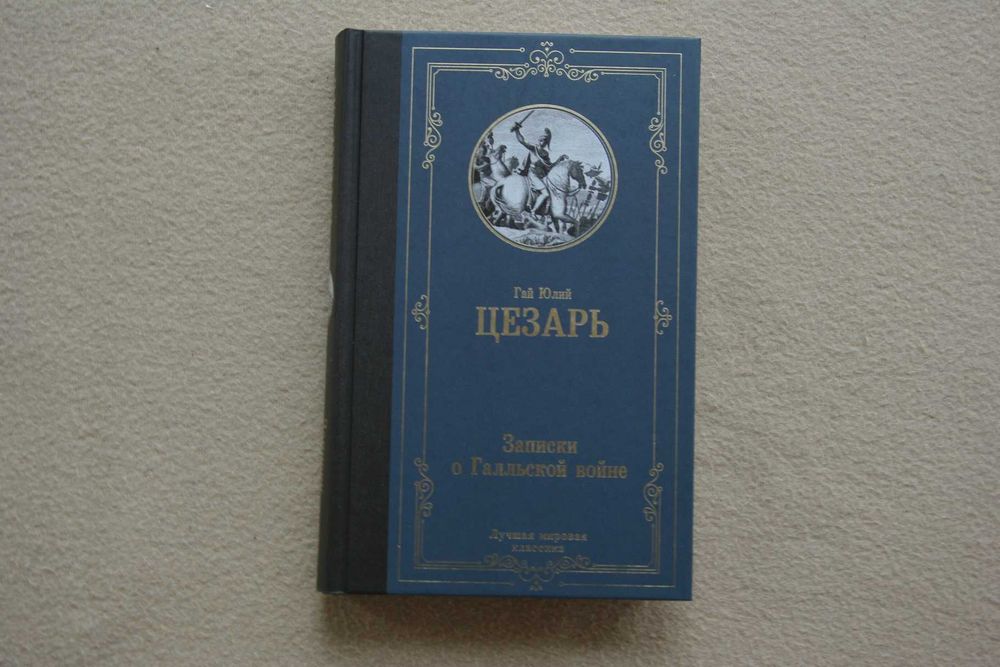 Гай Юлий
ЦЕЗАРЬ
Записки
о Галльской войне
Лучшая мировая
классика